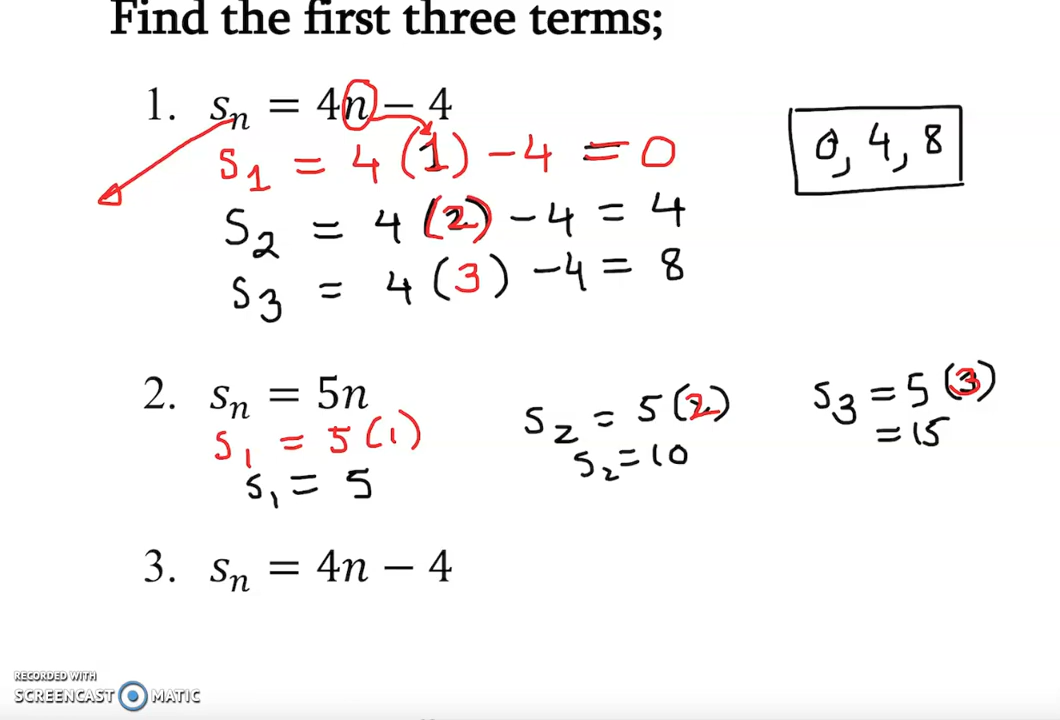 Find the first three terms;
1. sₙ = 4n − 4
S₁ = 4 (1) − 4 = 0
0, 4, 8
S₂ = 4 (2) − 4 = 4
S₃ = 4 (3) − 4 = 8
2. sₙ = 5n
S₁ = 5 (1)
S₁ = 5
S₂ = 5 (2)
S₂ = 10
S₃ = 5 (3)
= 15
3. sₙ = 4n − 4
RECORDED WITH
SCREENCAST MATIC